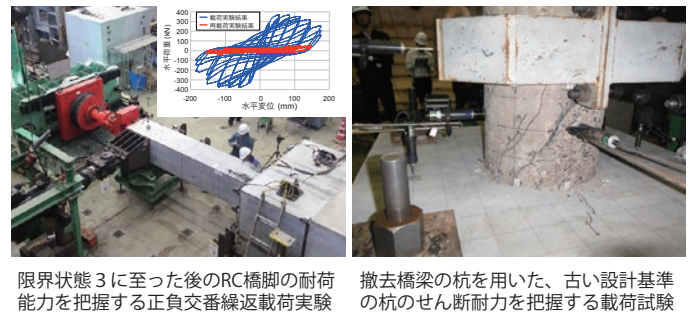 載荷実験結果
再載荷実験結果
水平荷重 (kN)
400
300
200
100
0
-100
-200
-300
-400
-200
-100
0
100
200
水平変位 (mm)
限界状態３に至った後のRC橋脚の耐荷
能力を把握する正負交番繰返載荷実験
撤去橋梁の杭を用いた、古い設計基準
の杭のせん断耐力を把握する載荷試験